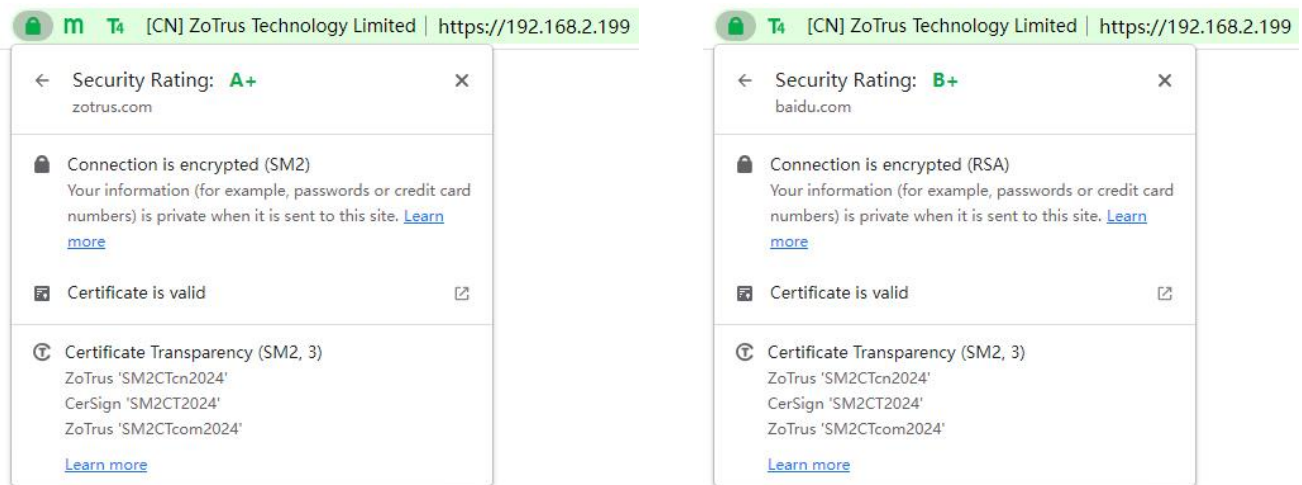 m T4 [CN] ZoTrus Technology Limited | https://192.168.2.199
Security Rating: A+
zotrus.com
Connection is encrypted (SM2)
Your information (for example, passwords or credit card
numbers) is private when it is sent to this site. Learn
more
Certificate is valid
Certificate Transparency (SM2, 3)
ZoTrus 'SM2CTcn2024'
CerSign 'SM2CT2024'
ZoTrus 'SM2CTcom2024'
Learn more
T4 [CN] ZoTrus Technology Limited | https://192.168.2.199
Security Rating: B+
baidu.com
Connection is encrypted (RSA)
Your information (for example, passwords or credit card
numbers) is private when it is sent to this site. Learn
more
Certificate is valid
Certificate Transparency (SM2, 3)
ZoTrus 'SM2CTcn2024'
CerSign 'SM2CT2024'
ZoTrus 'SM2CTcom2024'
Learn more